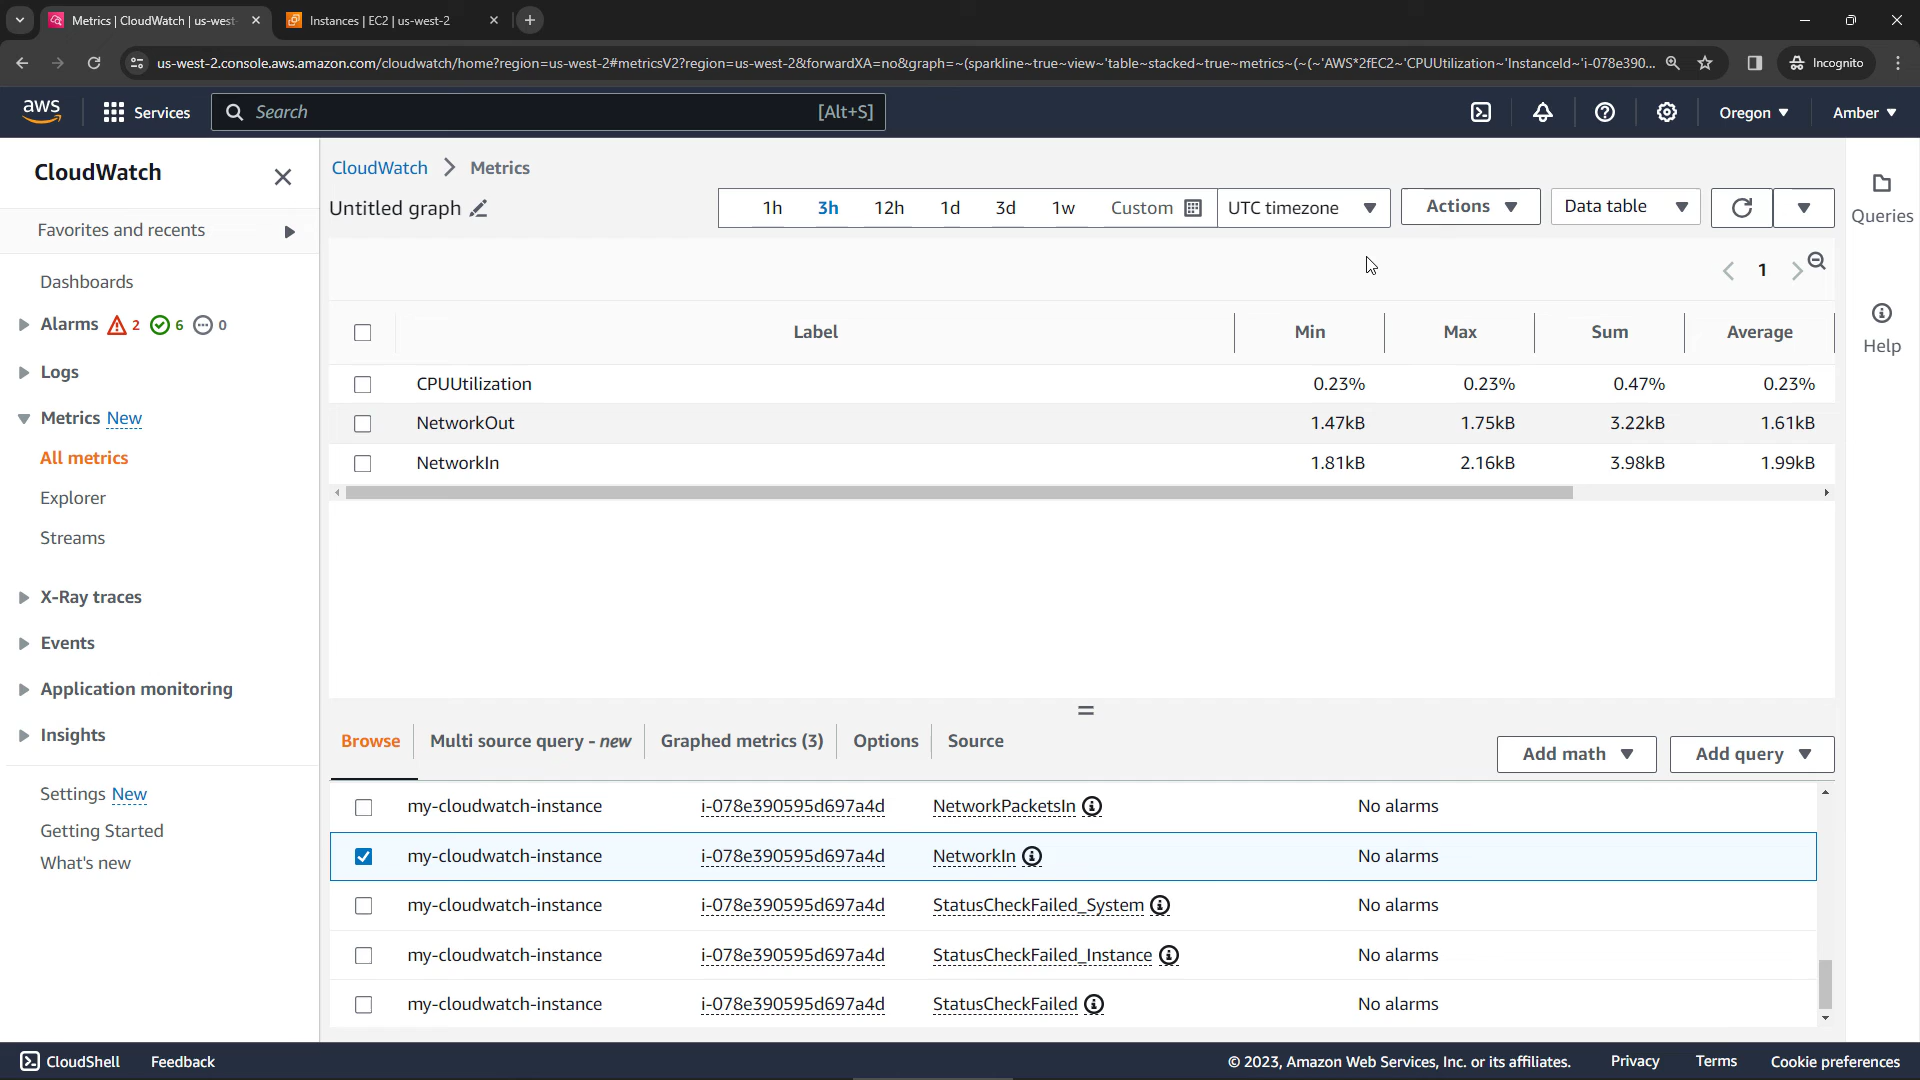 Metrics | CloudWatch | us-west-
Instances | EC2 | us-west-2
us-west-2.console.aws.amazon.com/cloudwatch/home?region=us-west-2#metricsV2?region=us-west-2&forwardXA=no&graph=~(sparkline~true~view~'table~stacked~true~metrics~(~(~'AWS*2fEC2~'CPUUtilization~'InstanceId~'i-078e390...
Incognito
aws
Services
Search
[Alt+S]
Oregon
Amber
CloudWatch
Favorites and recents
Dashboards
Alarms 2 6 0
Logs
Metrics New
All metrics
Explorer
Streams
X-Ray traces
Events
Application monitoring
Insights
Settings New
Getting Started
What's new
CloudWatch > Metrics
Untitled graph
1h 3h 12h 1d 3d 1w Custom
UTC timezone
Actions
Data table
1
Label Min Max Sum Average
CPUUtilization 0.23% 0.23% 0.47% 0.23%
NetworkOut 1.47kB 1.75kB 3.22kB 1.61kB
NetworkIn 1.81kB 2.16kB 3.98kB 1.99kB
Browse
Multi source query - new
Graphed metrics (3)
Options
Source
Add math
Add query
my-cloudwatch-instance i-078e390595d697a4d NetworkPacketsIn No alarms
my-cloudwatch-instance i-078e390595d697a4d NetworkIn No alarms
my-cloudwatch-instance i-078e390595d697a4d StatusCheckFailed_System No alarms
my-cloudwatch-instance i-078e390595d697a4d StatusCheckFailed_Instance No alarms
my-cloudwatch-instance i-078e390595d697a4d StatusCheckFailed No alarms
Queries
Help
CloudShell
Feedback
© 2023, Amazon Web Services, Inc. or its affiliates.
Privacy
Terms
Cookie preferences